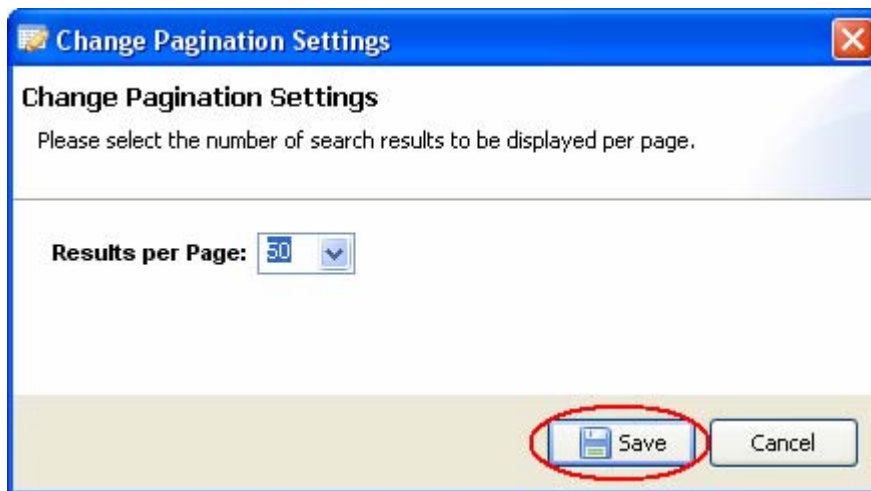 Change Pagination Settings
Change Pagination Settings
Please select the number of search results to be displayed per page.
Results per Page: 50
Save Cancel